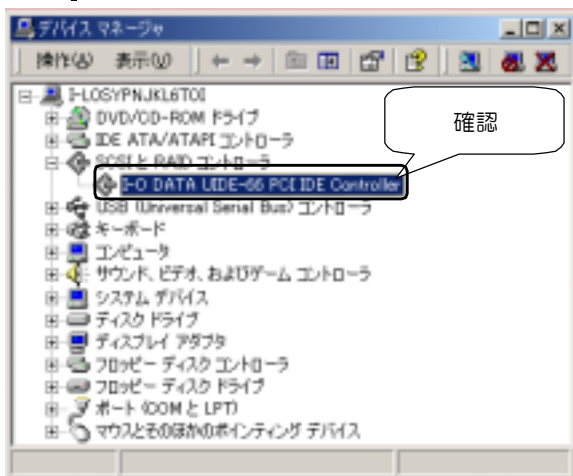 デバイス マネージャ
操作(A) 表示(V)
I-LOSYPNJKL6TOI
DVD/CD-ROM ドライブ
IDE ATA/ATAPI コントローラ
確認
SCSI と RAID コントローラ
I-O DATA UIDE-66 PCI IDE Controller
USB (Universal Serial Bus) コントローラ
キーボード
コンピュータ
サウンド、ビデオ、およびゲーム コントローラ
システム デバイス
ディスク ドライブ
ディスプレイ アダプタ
フロッピー ディスク コントローラ
フロッピー ディスク ドライブ
ポート (COM と LPT)
マウスとそのほかのポインティング デバイス